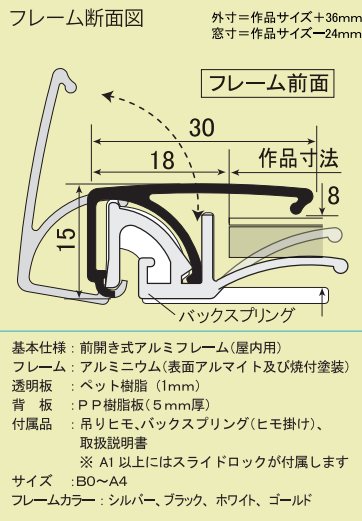 フレーム断面図
外寸＝作品サイズ＋36mm
窓寸＝作品サイズー24mm
フレーム前面
30
18
作品寸法
8
15
バックスプリング
基本仕様：前開き式アルミフレーム（屋内用）
フレーム：アルミニウム（表面アルマイト及び焼付塗装）
透明板：ペット樹脂（1mm）
背　板：ＰＰ樹脂板（５mm厚）
付属品：吊りヒモ、バックスプリング（ヒモ掛け）、
取扱説明書
※ A1以上にはスライドロックが付属します
サイズ：B0〜A4
フレームカラー：シルバー、ブラック、ホワイト、ゴールド